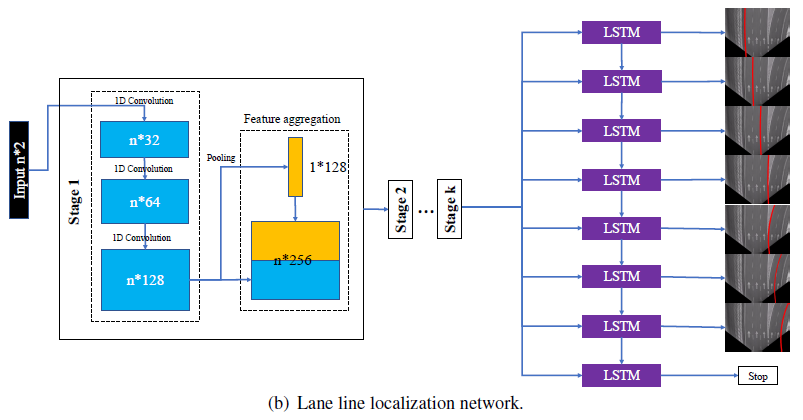 Input n*2
Stage 1
1D Convolution
n*32
1D Convolution
n*64
1D Convolution
n*128
Pooling
Feature aggregation
1*128
n*256
Stage 2
...
Stage k
LSTM
LSTM
LSTM
LSTM
LSTM
LSTM
LSTM
LSTM
Stop
(b) Lane line localization network.